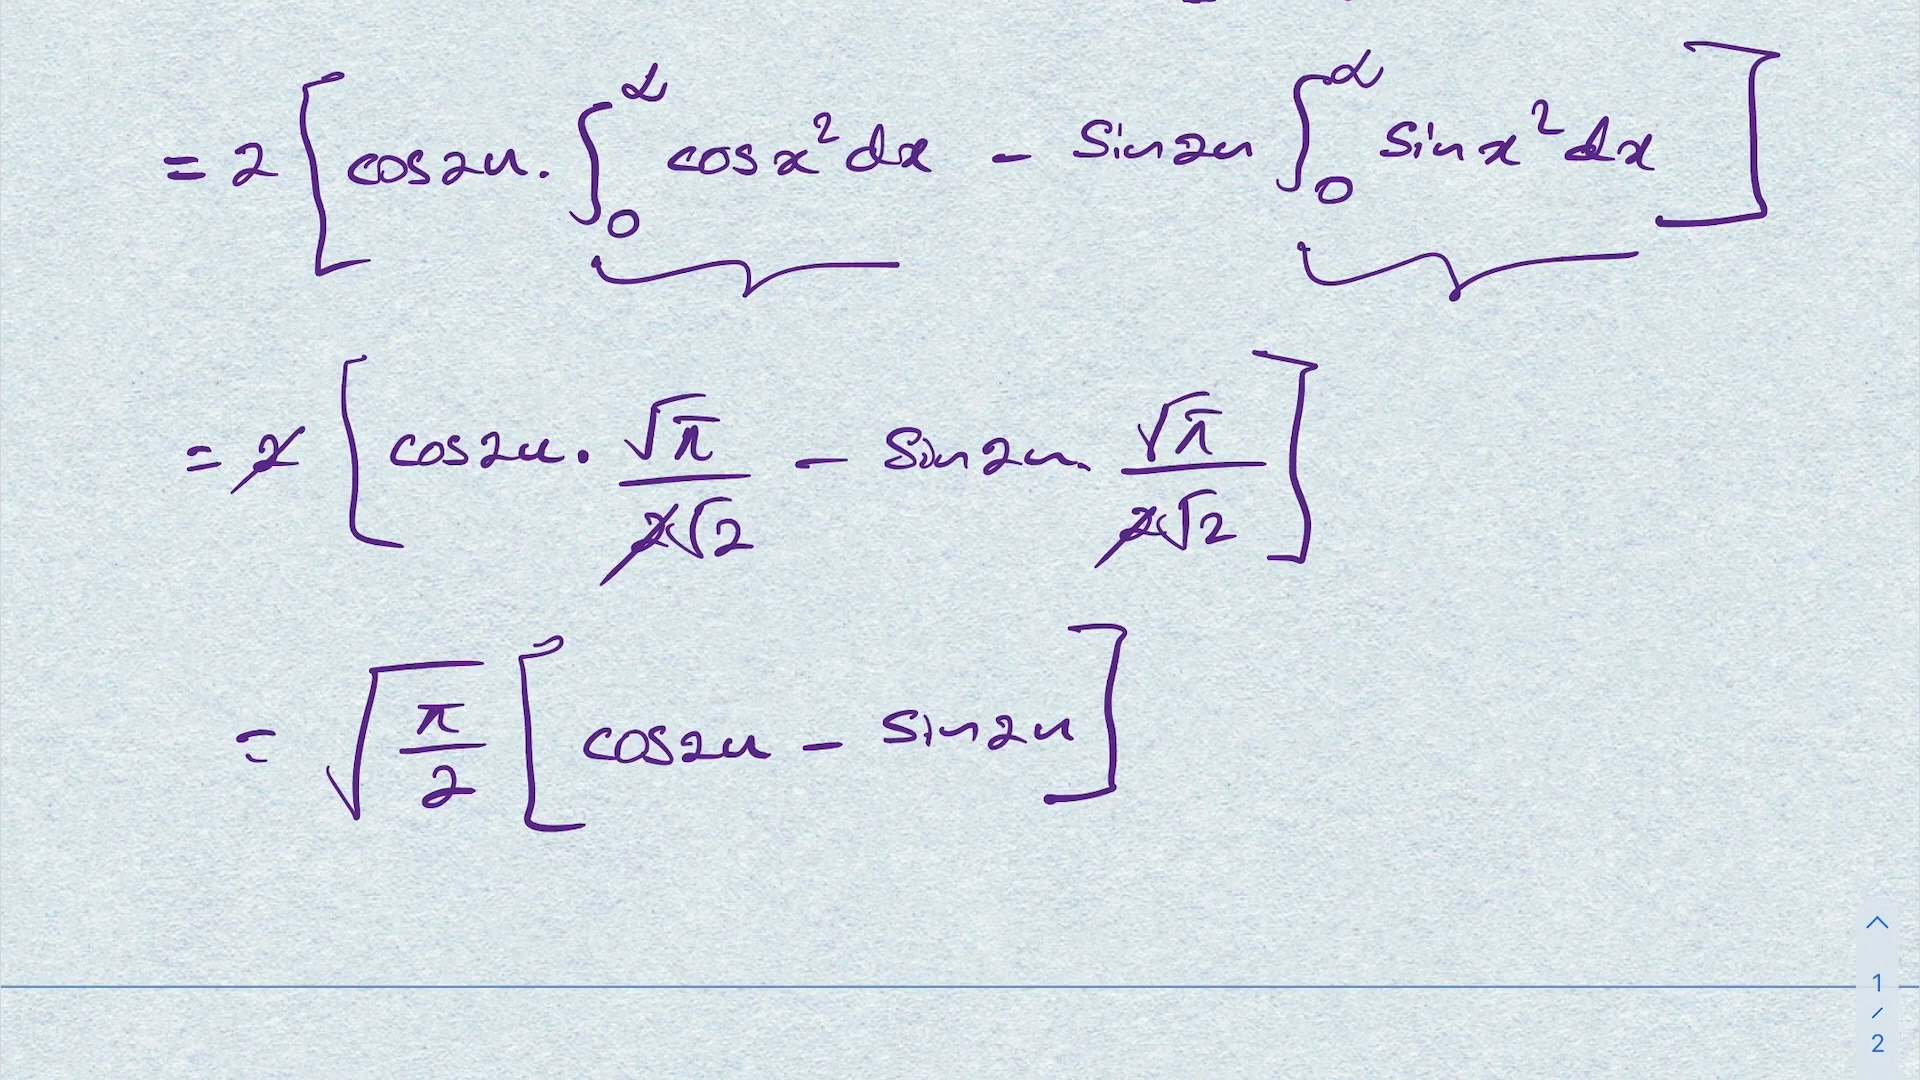 = 2 [ cos2u . ∫₀^∝ cos x² dx - sin2u ∫₀^∝ sin x² dx ]
= 2 [ cos2u . √π / 2√2 - sin2u . √π / 2√2 ]
= √(π/2) [ cos2u - sin2u ]
1
/
2